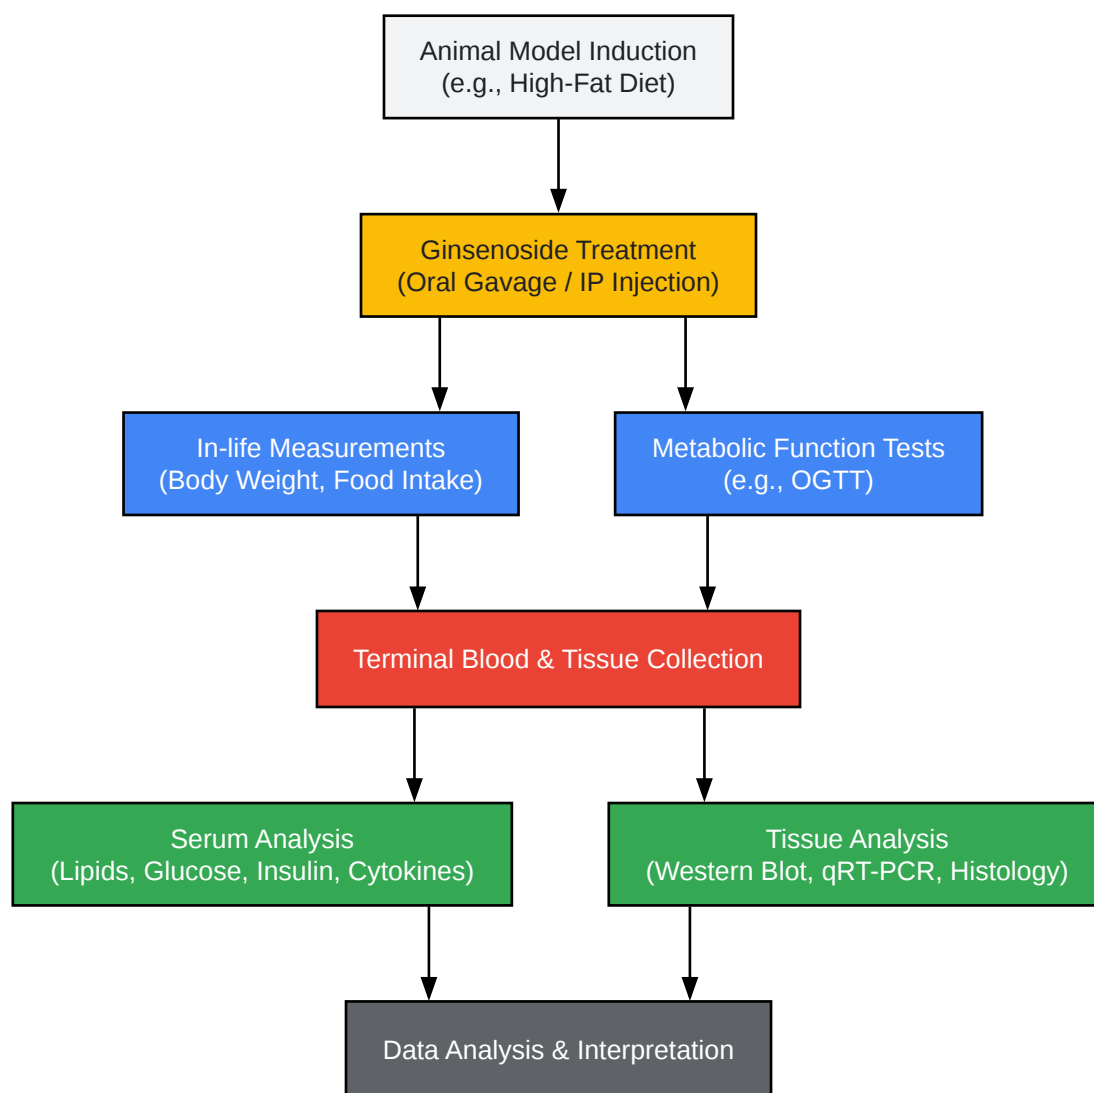 Animal Model Induction
(e.g., High-Fat Diet)
Ginsenoside Treatment
(Oral Gavage / IP Injection)
In-life Measurements
(Body Weight, Food Intake)
Metabolic Function Tests
(e.g., OGTT)
Terminal Blood & Tissue Collection
Serum Analysis
(Lipids, Glucose, Insulin, Cytokines)
Tissue Analysis
(Western Blot, qRT-PCR, Histology)
Data Analysis & Interpretation